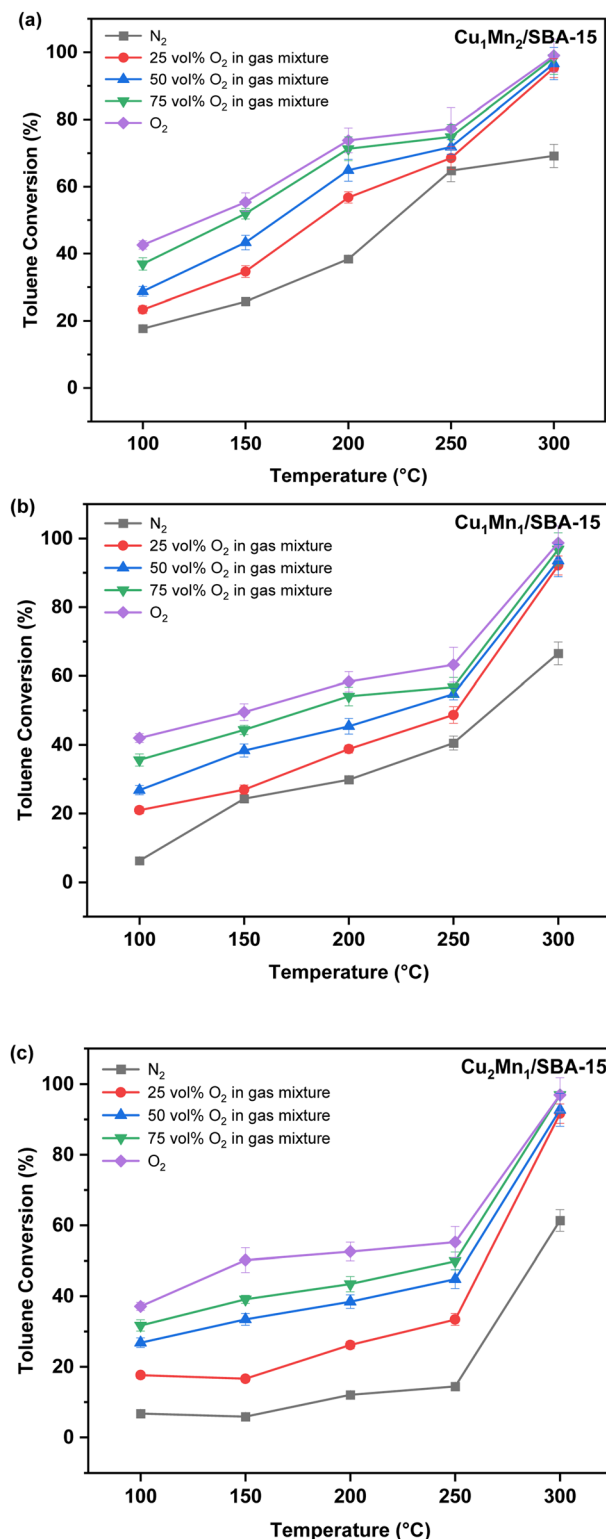 (a)
Cu₁Mn₂/SBA-15
N₂
25 vol% O₂ in gas mixture
50 vol% O₂ in gas mixture
75 vol% O₂ in gas mixture
O₂
Toluene Conversion (%)
100
80
60
40
20
0
100 150 200 250 300
Temperature (°C)
(b)
Cu₁Mn₁/SBA-15
N₂
25 vol% O₂ in gas mixture
50 vol% O₂ in gas mixture
75 vol% O₂ in gas mixture
O₂
Toluene Conversion (%)
100
80
60
40
20
0
100 150 200 250 300
Temperature (°C)
(c)
Cu₂Mn₁/SBA-15
N₂
25 vol% O₂ in gas mixture
50 vol% O₂ in gas mixture
75 vol% O₂ in gas mixture
O₂
Toluene Conversion (%)
100
80
60
40
20
0
100 150 200 250 300
Temperature (°C)